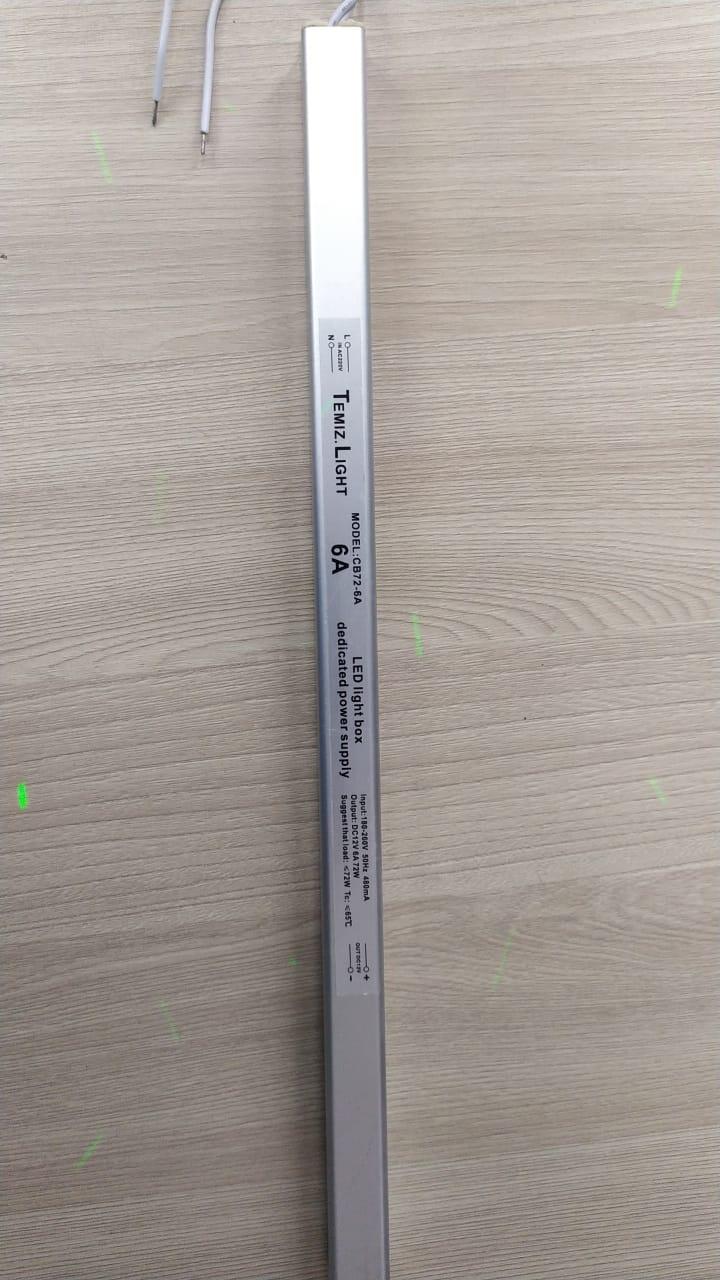 L
IN AC220V
N
TEMIZ.LIGHT
MODEL:CB72-6A
6A
LED light box
dedicated power supply
Input:180-260V 50Hz 480mA
Output: DC12V 6A 72W
Suggest that load: ≤72W Tc: ≤65℃
+
OUT DC12V
-